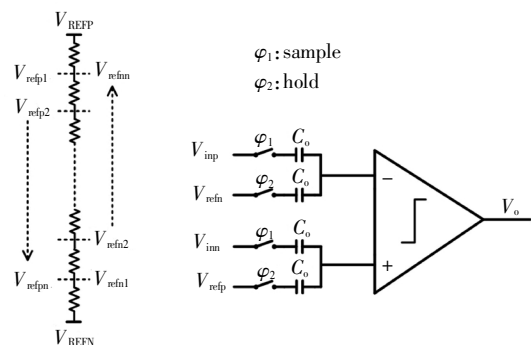 V_REFP
V_refp1 V_refnn
V_refp2
V_refn2
V_refpn V_refn1
V_REFN
φ₁: sample
φ₂: hold
V_inp φ₁ C_o
V_refn φ₂ C_o
V_inn φ₁ C_o
V_refp φ₂ C_o
−
+
V_o